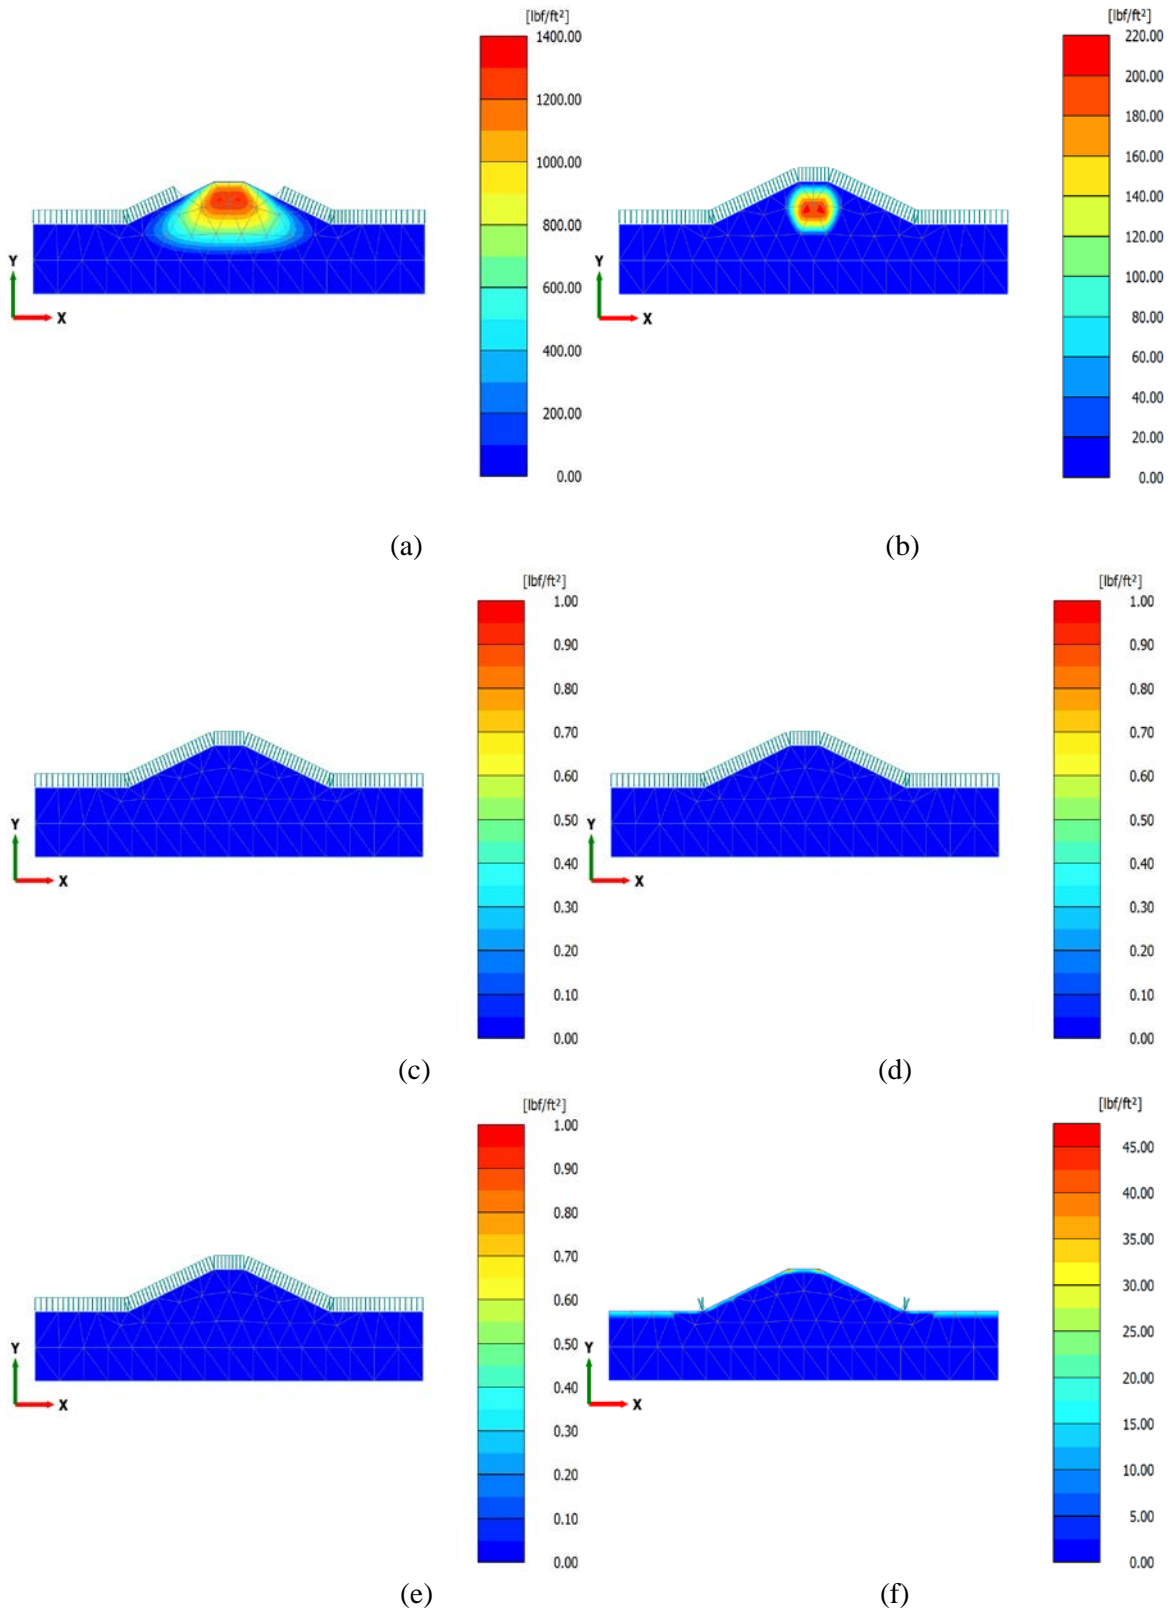 [lbf/ft²]
1400.00
1200.00
1000.00
800.00
600.00
400.00
200.00
0.00
Y
X
(a)
[lbf/ft²]
220.00
200.00
180.00
160.00
140.00
120.00
100.00
80.00
60.00
40.00
20.00
0.00
Y
X
(b)
[lbf/ft²]
1.00
0.90
0.80
0.70
0.60
0.50
0.40
0.30
0.20
0.10
0.00
Y
X
(c)
[lbf/ft²]
1.00
0.90
0.80
0.70
0.60
0.50
0.40
0.30
0.20
0.10
0.00
Y
X
(d)
[lbf/ft²]
1.00
0.90
0.80
0.70
0.60
0.50
0.40
0.30
0.20
0.10
0.00
Y
X
(e)
[lbf/ft²]
45.00
40.00
35.00
30.00
25.00
20.00
15.00
10.00
5.00
0.00
Y
X
(f)